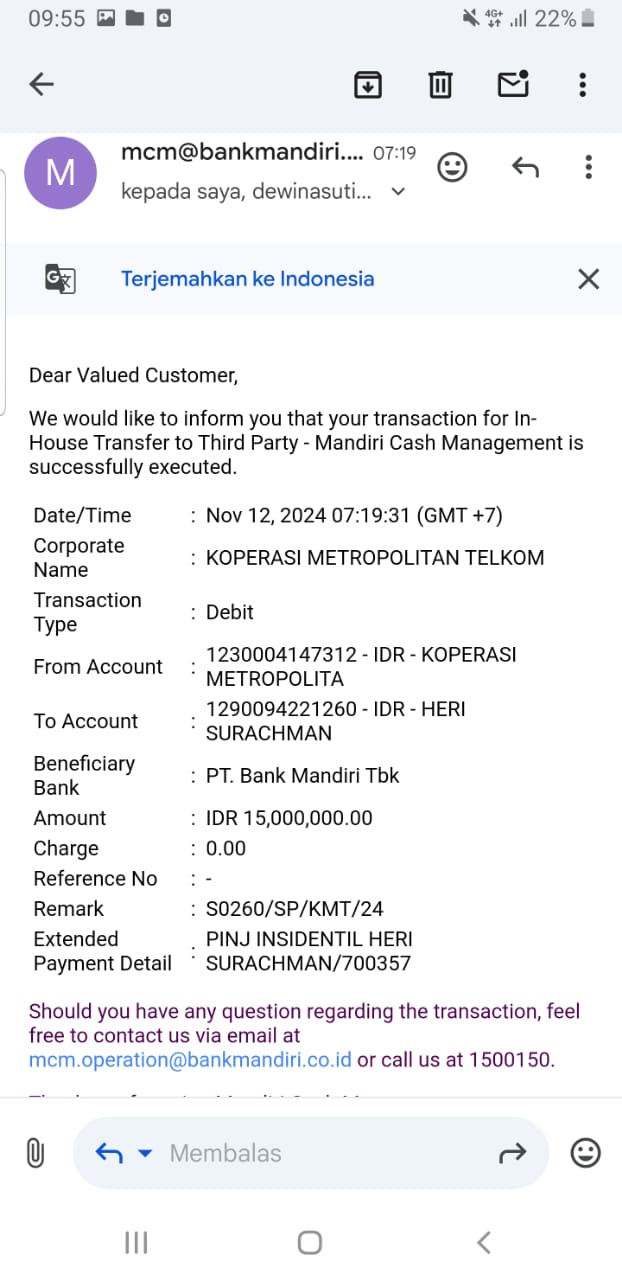 09:55
4G+ 22%
mcm@bankmandiri.... 07:19
M
kepada saya, dewinasuti...
Terjemahkan ke Indonesia
Dear Valued Customer,
We would like to inform you that your transaction for In-
House Transfer to Third Party - Mandiri Cash Management is
successfully executed.
Date/Time : Nov 12, 2024 07:19:31 (GMT +7)
Corporate
Name : KOPERASI METROPOLITAN TELKOM
Transaction
Type : Debit
From Account : 1230004147312 - IDR - KOPERASI
METROPOLITA
To Account : 1290094221260 - IDR - HERI
SURACHMAN
Beneficiary
Bank : PT. Bank Mandiri Tbk
Amount : IDR 15,000,000.00
Charge : 0.00
Reference No : -
Remark : S0260/SP/KMT/24
Extended
Payment Detail : PINJ INSIDENTIL HERI
SURACHMAN/700357
Should you have any question regarding the transaction, feel
free to contact us via email at
mcm.operation@bankmandiri.co.id or call us at 1500150.
Membalas